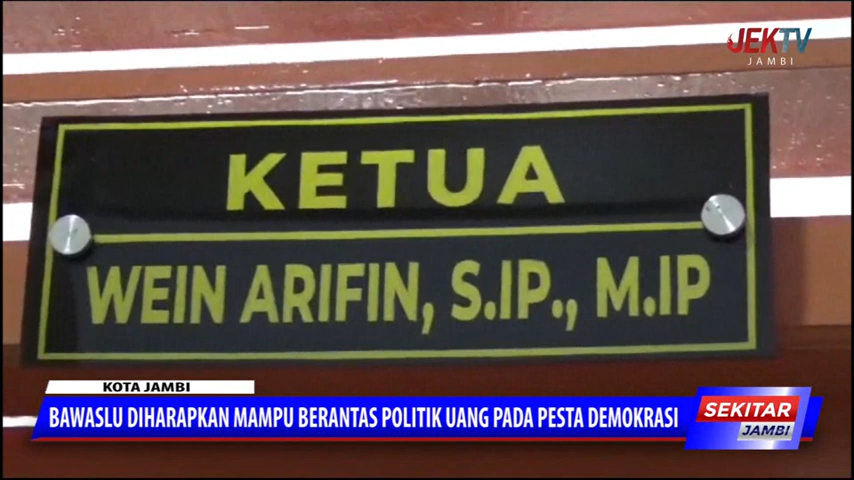 JEKTV
JAMBI
KETUA
WEIN ARIFIN, S.IP., M.IP
KOTA JAMBI
BAWASLU DIHARAPKAN MAMPU BERANTAS POLITIK UANG PADA PESTA DEMOKRASI
SEKITAR
JAMBI